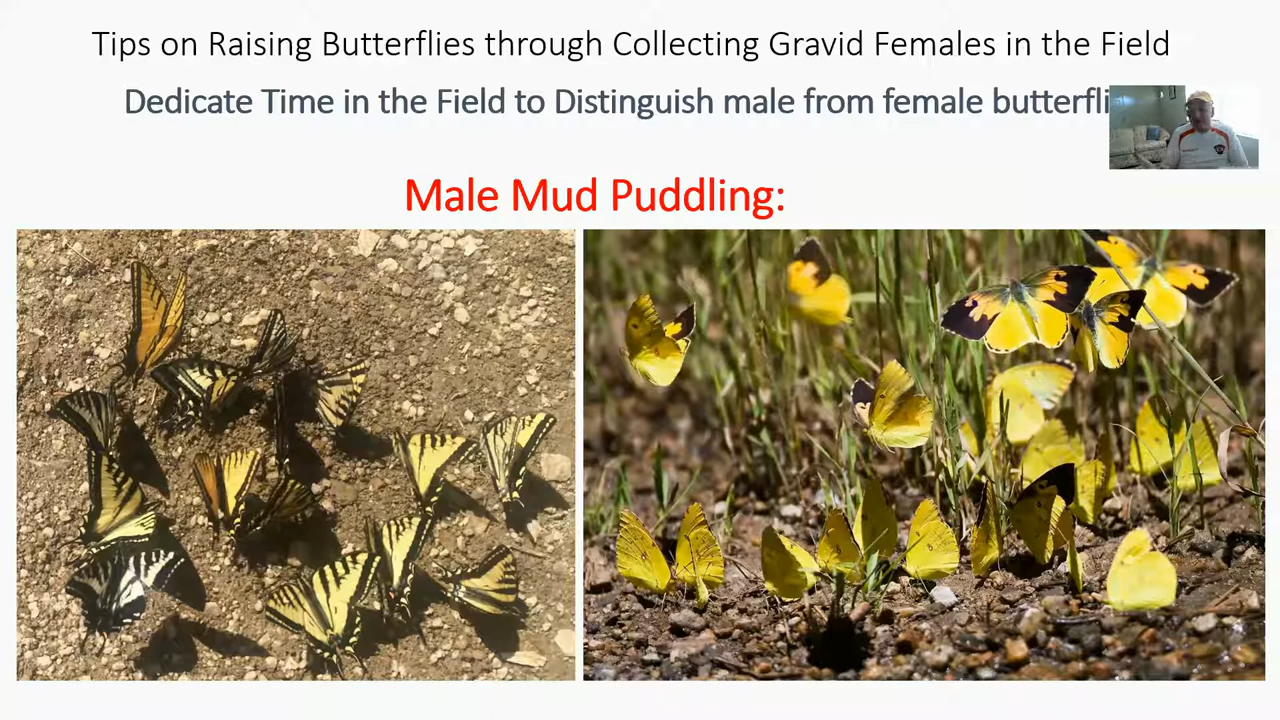 Tips on Raising Butterflies through Collecting Gravid Females in the Field
Dedicate Time in the Field to Distinguish male from female butterfli
Male Mud Puddling: